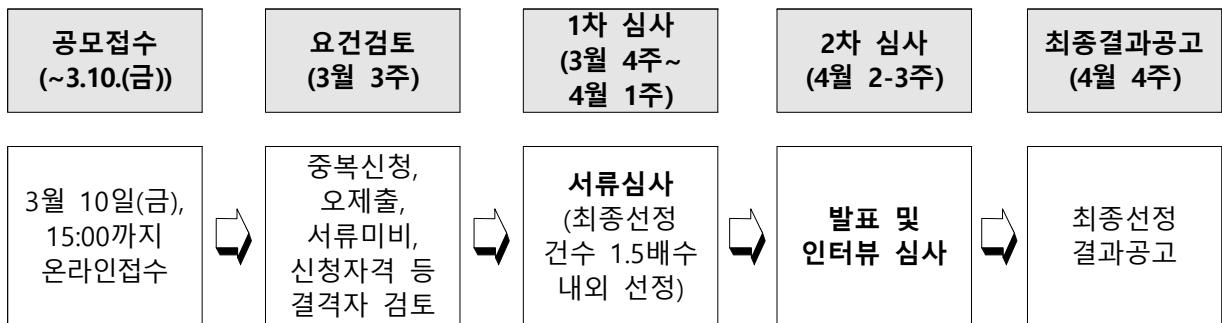 공모접수
(~3.10.(금))
요건검토
(3월 3주)
1차 심사
(3월 4주~
4월 1주)
2차 심사
(4월 2-3주)
최종결과공고
(4월 4주)
3월 10일(금),
15:00까지
온라인접수
중복신청,
오제출,
서류미비,
신청자격 등
결격자 검토
서류심사
(최종선정
건수 1.5배수
내외 선정)
발표 및
인터뷰 심사
최종선정
결과공고